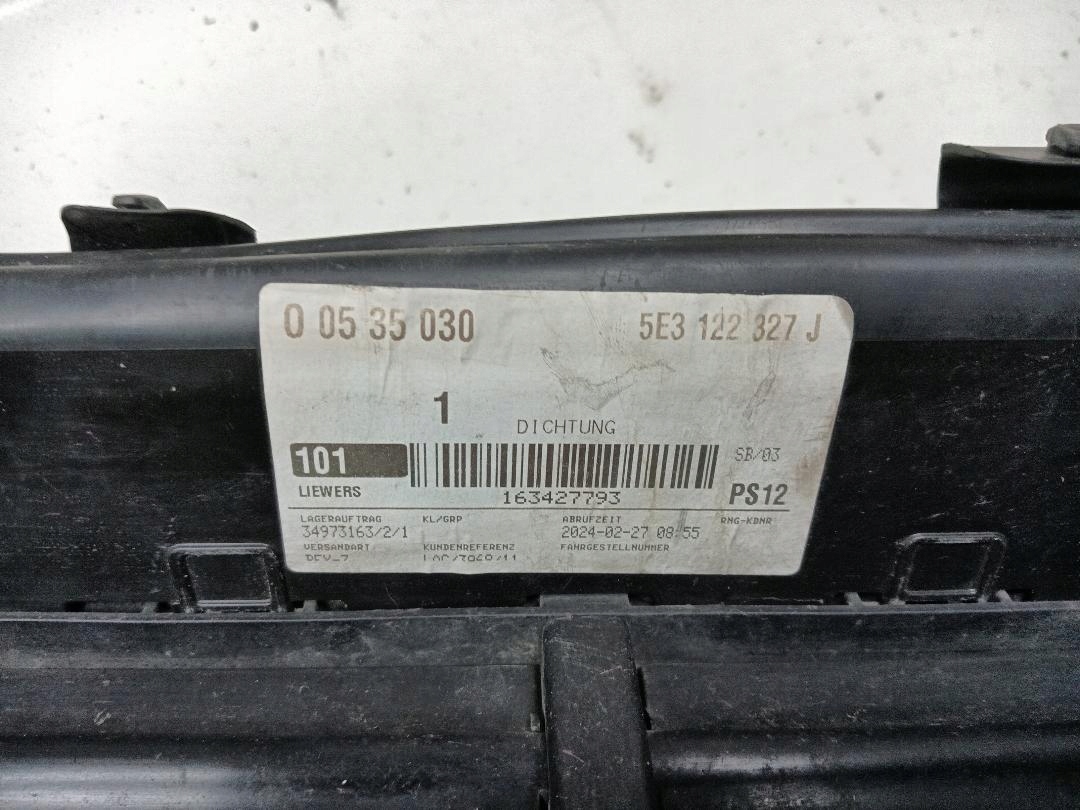 0 05 35 030 5E3 122 327 J
1 DICHTUNG
101 SB/03
LIEWERS 163427793 PS12
LAGERAUFTRAG KL/GRP ABRUFZEIT RNG-KDNR
34973163/2/1 2024-02-27 08:55
VERSANDART KUNDENREFERENZ FAHRGESTELLNUMMER